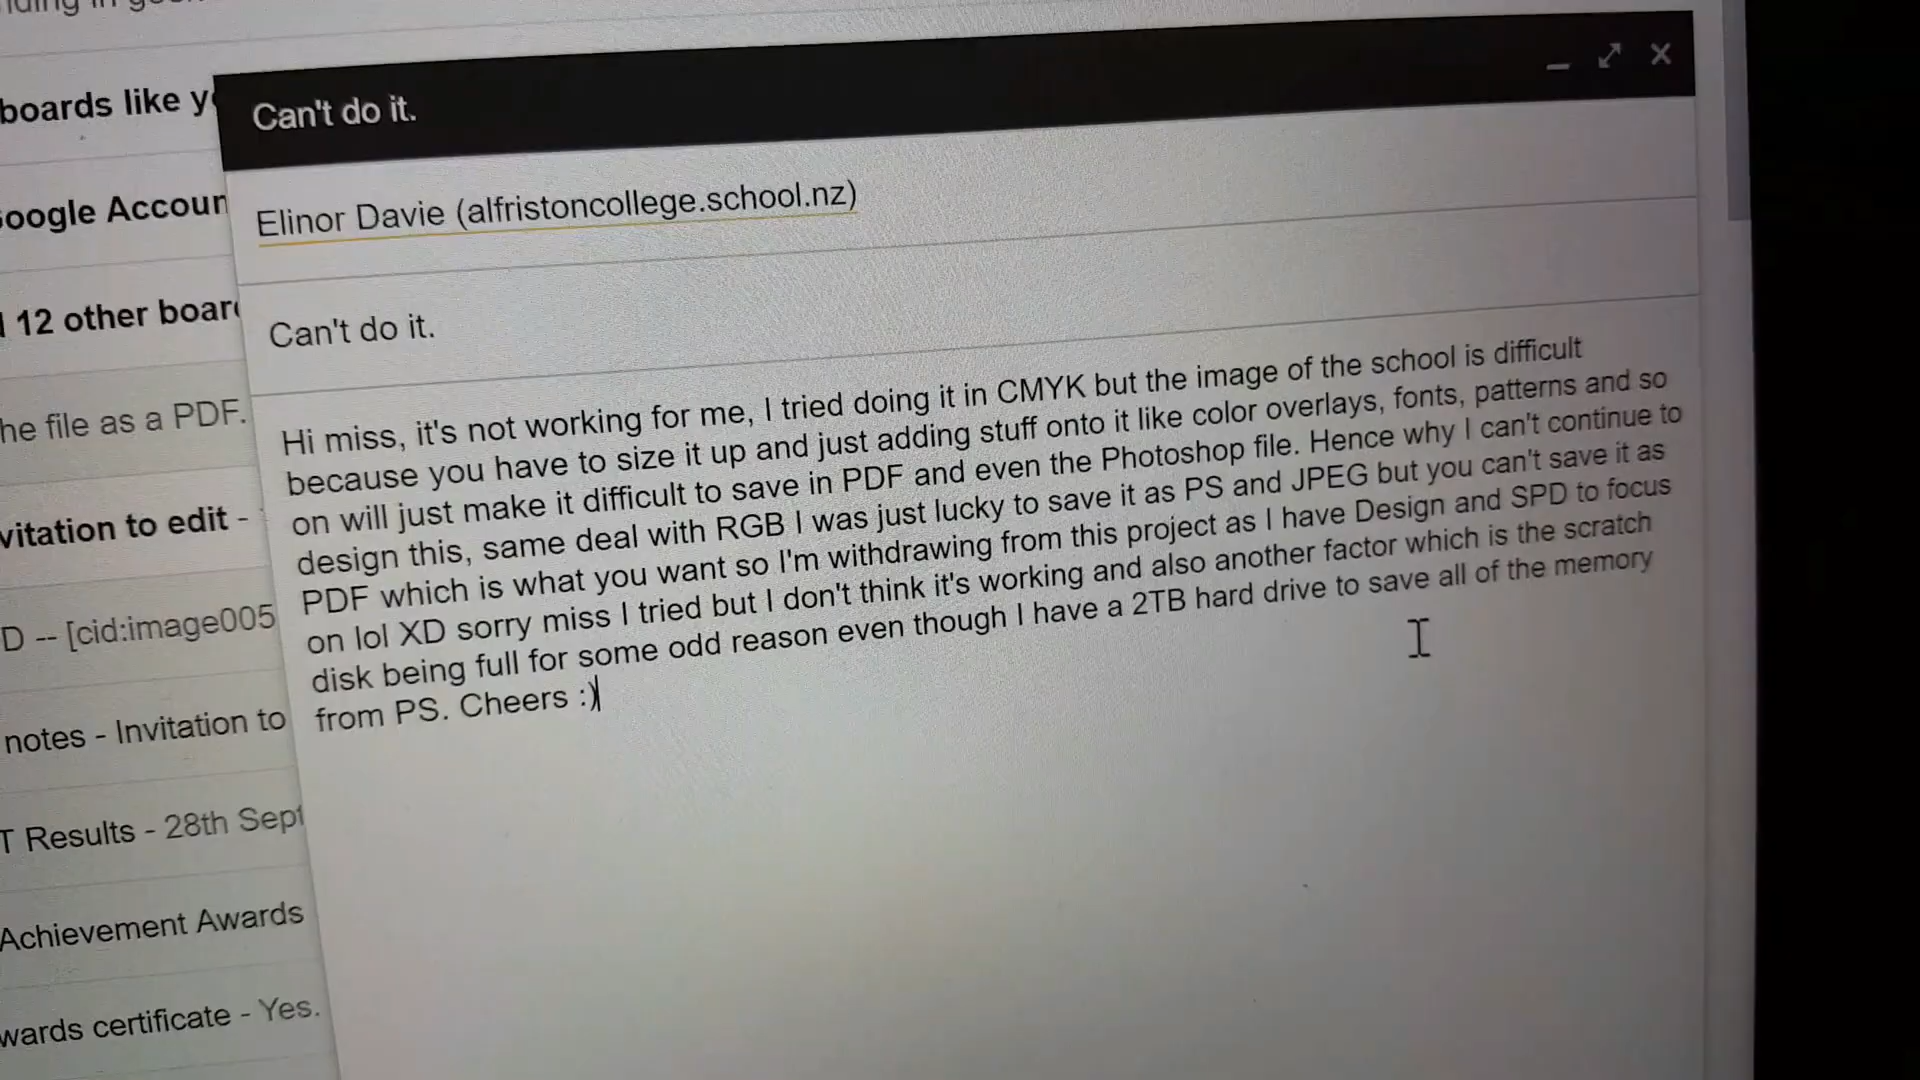 boards like
Can't do it.
Google Accoun
Elinor Davie (alfristoncollege.school.nz)
12 other board
Can't do it.
he file as a PDF.
Hi miss, it's not working for me, I tried doing it in CMYK but the image of the school is difficult
because you have to size it up and just adding stuff onto it like color overlays, fonts, patterns and so
on will just make it difficult to save in PDF and even the Photoshop file. Hence why I can't continue to
design this, same deal with RGB I was just lucky to save it as PS and JPEG but you can't save it as
PDF which is what you want so I'm withdrawing from this project as I have Design and SPD to focus
on lol XD sorry miss I tried but I don't think it's working and also another factor which is the scratch
disk being full for some odd reason even though I have a 2TB hard drive to save all of the memory
from PS. Cheers :)
vitation to edit -
D -- [cid:image005
notes - Invitation to
T Results - 28th Sept
Achievement Awards
wards certificate - Yes.